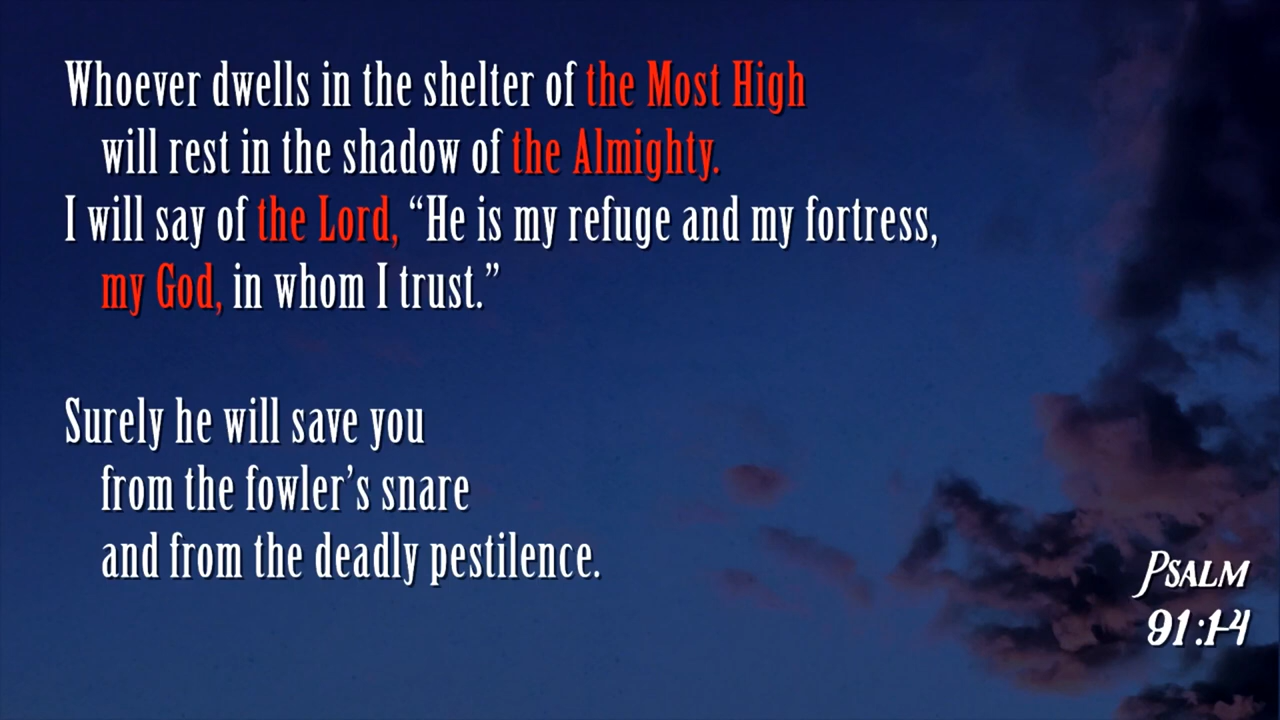 Whoever dwells in the shelter of the Most High
will rest in the shadow of the Almighty.
I will say of the Lord, “He is my refuge and my fortress,
my God, in whom I trust.”
Surely he will save you
from the fowler’s snare
and from the deadly pestilence.
Psalm
91:1-4